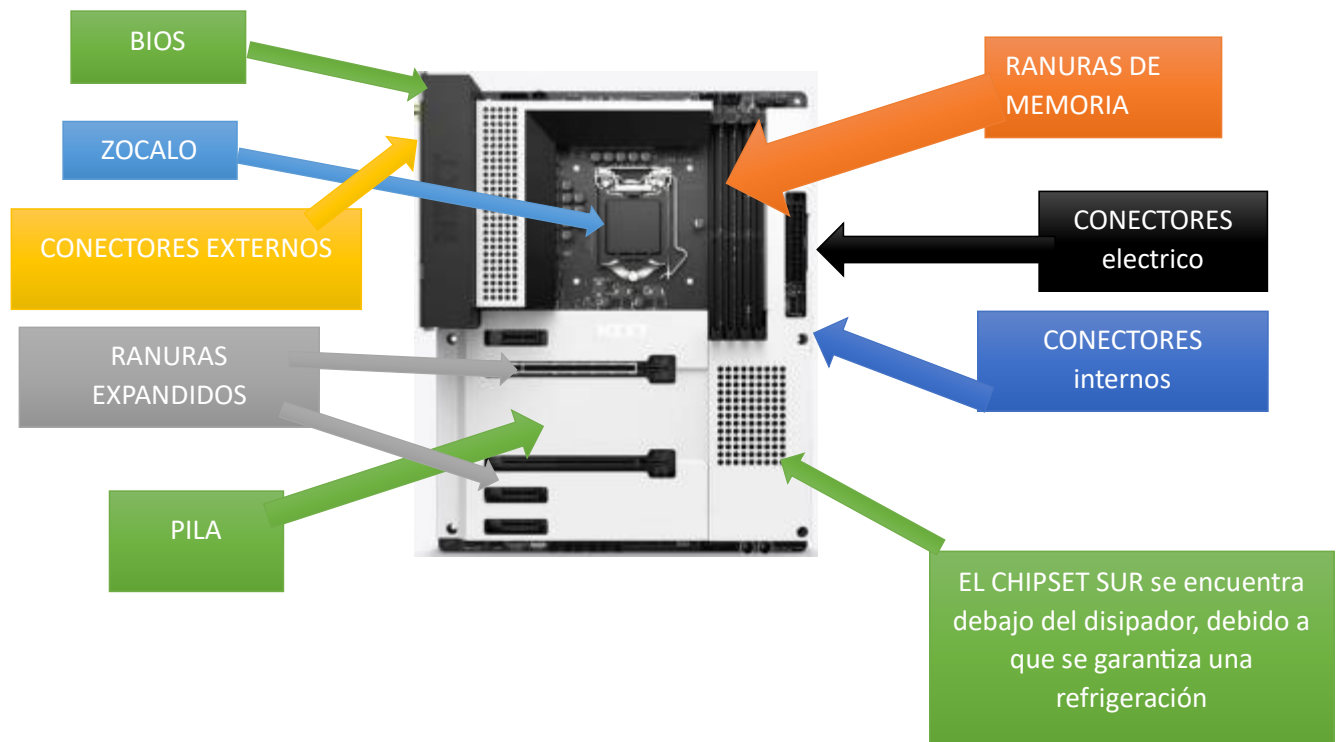 BIOS
RANURAS DE
MEMORIA
ZOCALO
CONECTORES EXTERNOS
CONECTORES
electrico
RANURAS
EXPANDIDOS
CONECTORES
internos
PILA
EL CHIPSET SUR se encuentra
debajo del disipador, debido a
que se garantiza una
refrigeración